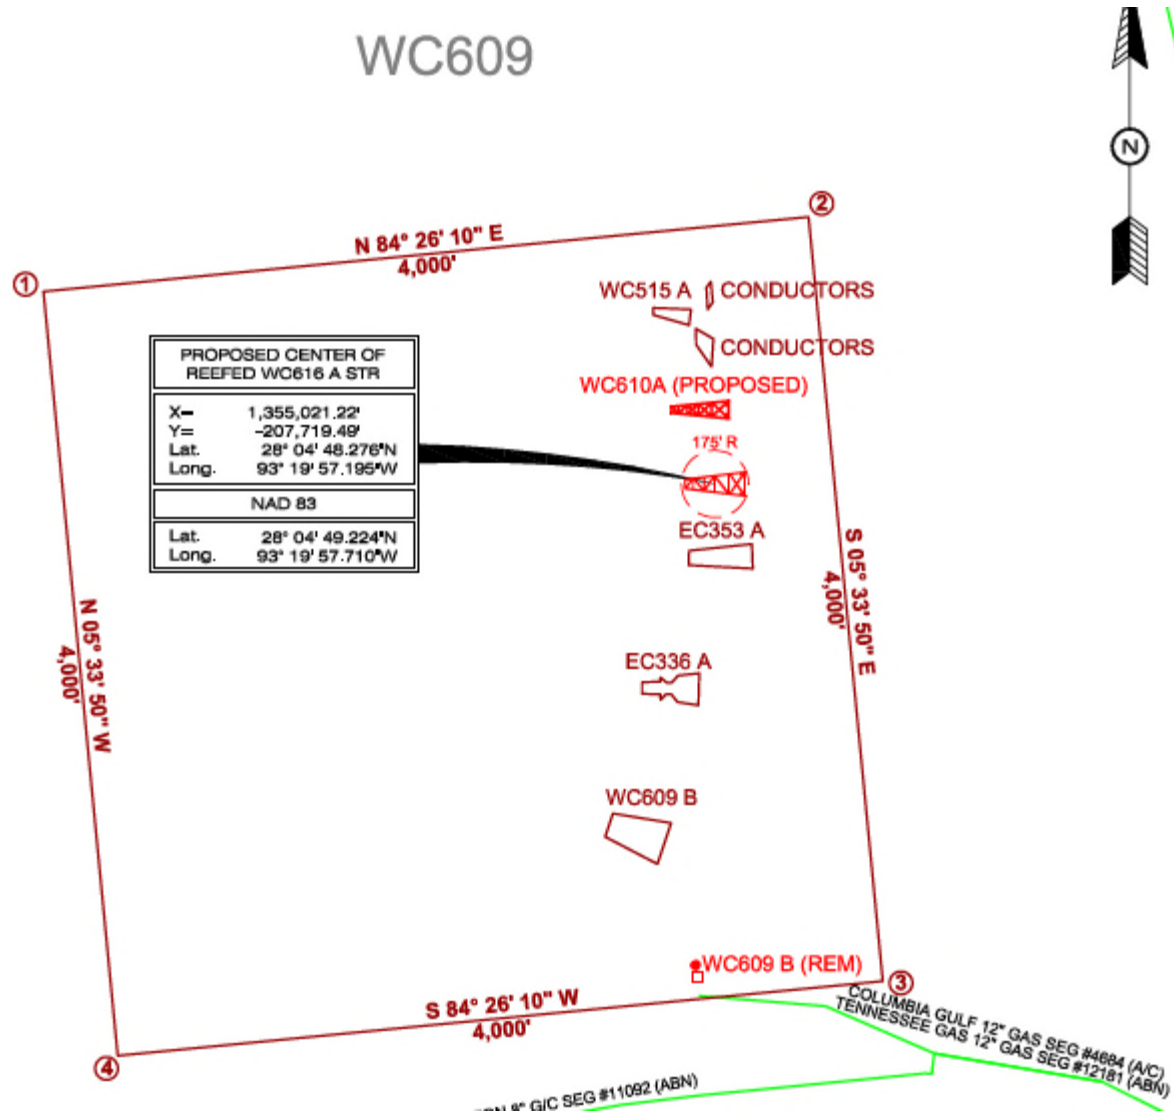 WC609
N
②
N 84° 26' 10" E
4,000'
①
WC515 A
CONDUCTORS
CONDUCTORS
PROPOSED CENTER OF
REEFED WC616 A STR
X= 1,355,021.22'
Y= -207,719.49'
Lat. 28° 04' 48.276"N
Long. 93° 19' 57.195"W
NAD 83
Lat. 28° 04' 49.224"N
Long. 93° 19' 57.710"W
WC610A (PROPOSED)
175' R
EC353 A
S 05° 33' 50" E
4,000'
N 05° 33' 50" W
4,000'
EC336 A
WC609 B
WC609 B (REM)
③
S 84° 26' 10" W
4,000'
④
COLUMBIA GULF 12" GAS SEG #4684 (A/C)
TENNESSEE GAS 12" GAS SEG #12181 (ABN)
8" G/C SEG #11092 (ABN)